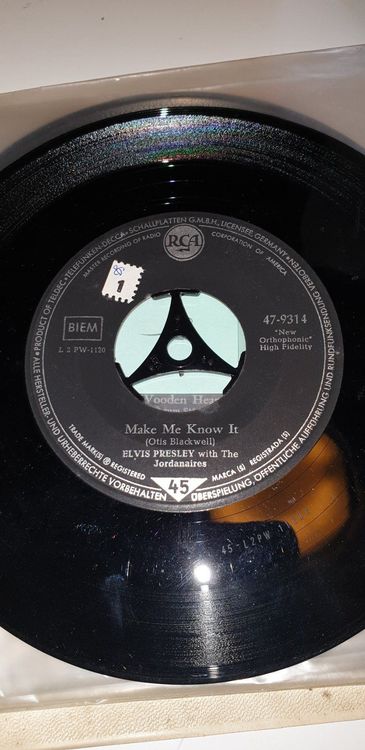 ALLE HERSTELLER- UND URHEBERRECHTE VORBEHALTEN
PRODUCT OF TELDEC • TELEFUNKEN-DECCA • SCHALLPLATTEN G.M.B.H., LICENSEE, GERMANY
MASTER RECORDING OF RADIO CORPORATION OF AMERICA
RCA
85
1
BIEM
L 2 PW-1120
47-9314
"New
Orthophonic"
High Fidelity
Wooden Hea
Make Me Know It
(Otis Blackwell)
ELVIS PRESLEY with The
Jordanaires
TRADE MARK(S) ® REGISTERED
MARCA (S) REGISTRADA (S)
45
ÜBERSPIELUNG, ÖFFENTLICHE AUFFÜHRUNG UND RUNDFUNKSENDUNG VERBOTEN
45-L2PW